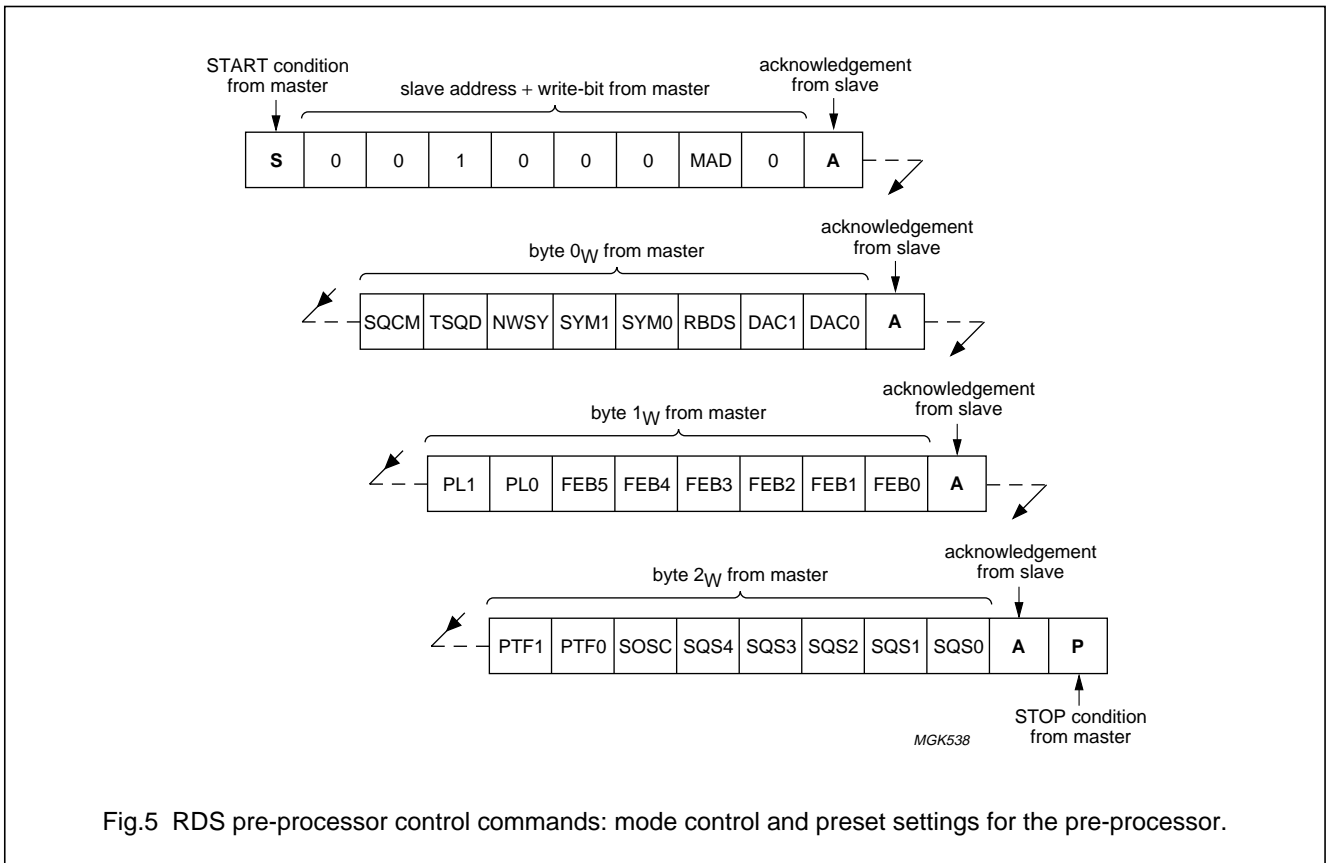 START condition
from master
slave address + write-bit from master
acknowledgement
from slave
S 0 0 1 0 0 0 MAD 0 A
byte 0W from master
acknowledgement
from slave
SQCM TSQD NWSY SYM1 SYM0 RBDS DAC1 DAC0 A
byte 1W from master
acknowledgement
from slave
PL1 PL0 FEB5 FEB4 FEB3 FEB2 FEB1 FEB0 A
byte 2W from master
acknowledgement
from slave
PTF1 PTF0 SOSC SQS4 SQS3 SQS2 SQS1 SQS0 A P
MGK538
STOP condition
from master
Fig.5 RDS pre-processor control commands: mode control and preset settings for the pre-processor.